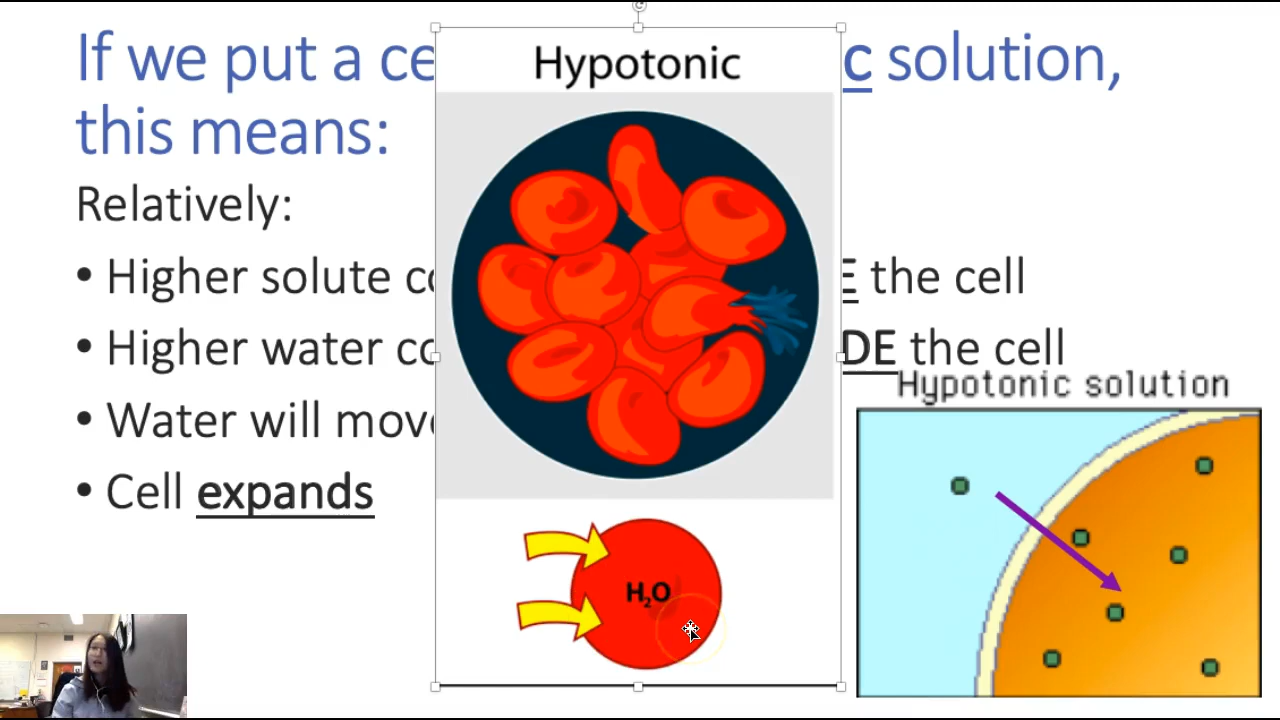 If we put a ce
c solution,
this means:
Relatively:
• Higher solute co
E the cell
• Higher water co
DE the cell
• Water will move
• Cell expands
Hypotonic
H₂O
Hypotonic solution